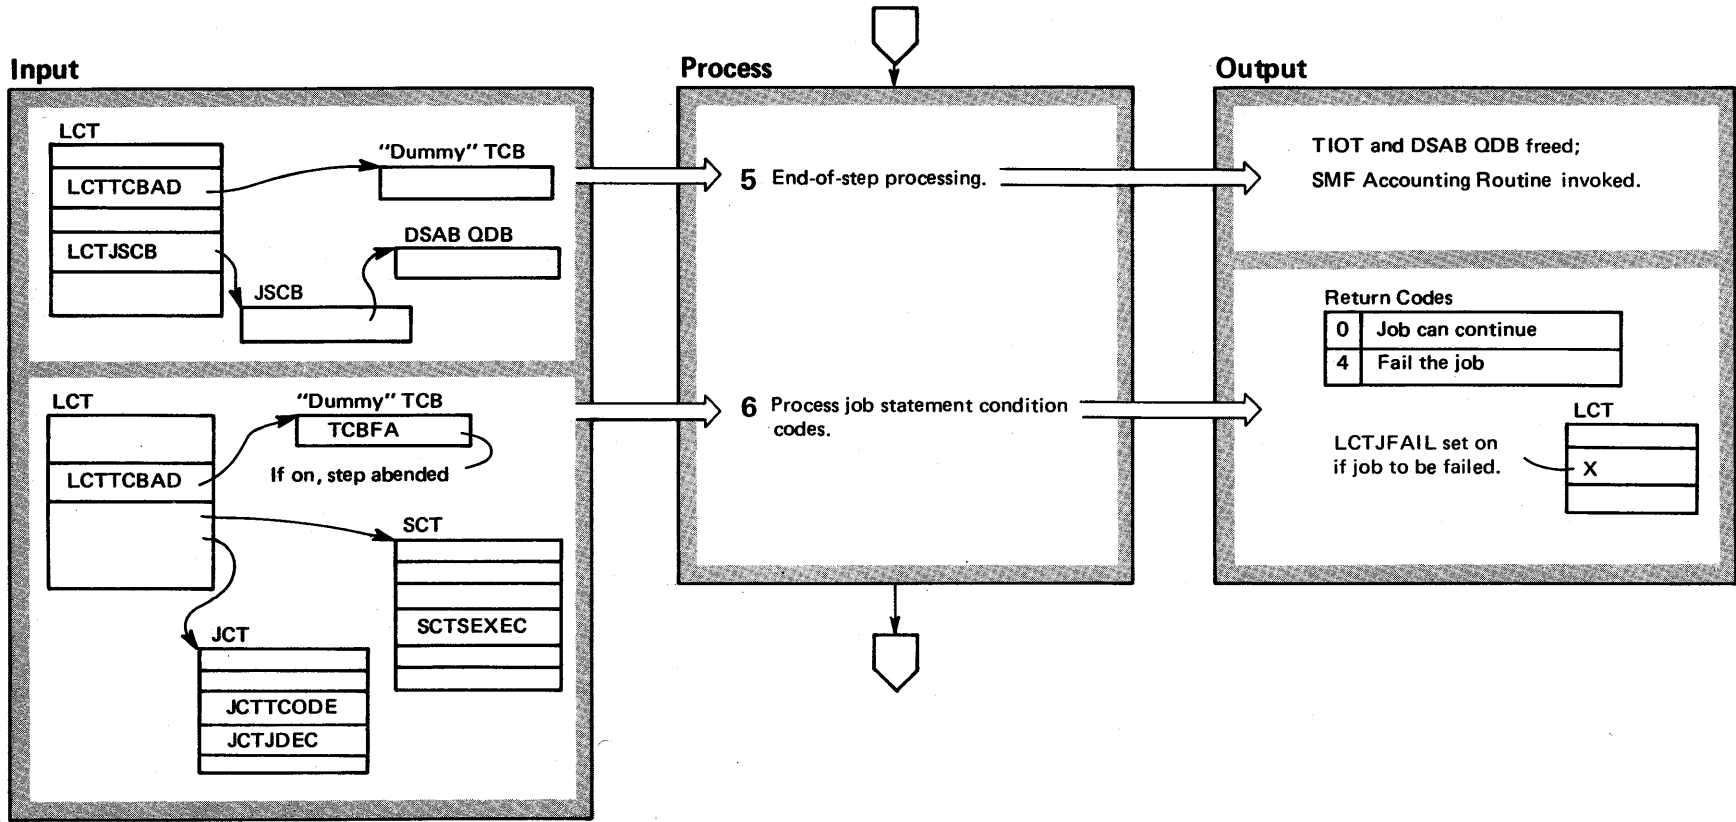 Input
LCT
LCTTCBAD
LCTJSCB
"Dummy" TCB
DSAB QDB
JSCB
LCT
LCTTCBAD
"Dummy" TCB
TCBFA
If on, step abended
SCT
SCTSEXEC
JCT
JCTTCODE
JCTJDEC
Process
5 End-of-step processing.
6 Process job statement condition
codes.
Output
TIOT and DSAB QDB freed;
SMF Accounting Routine invoked.
Return Codes
0 Job can continue
4 Fail the job
LCT
LCTJFAIL set on
if job to be failed.
X